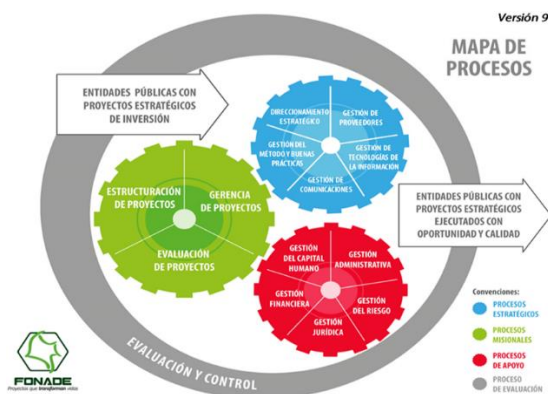 Versión 9
MAPA DE
PROCESOS
ENTIDADES PÚBLICAS CON
PROYECTOS ESTRATÉGICOS
DE INVERSIÓN
DIRECCIONAMIENTO
ESTRATÉGICO
GESTIÓN DE
PROVEEDORES
GESTIÓN DEL
MÉTODO Y BUENAS
PRÁCTICAS
GESTIÓN DE
TECNOLOGÍAS DE
LA INFORMACIÓN
GESTIÓN DE
COMUNICACIONES
ESTRUCTURACIÓN
DE PROYECTOS
GERENCIA
DE PROYECTOS
EVALUACIÓN
DE PROYECTOS
ENTIDADES PÚBLICAS CON
PROYECTOS ESTRATÉGICOS
EJECUTADOS CON
OPORTUNIDAD Y CALIDAD
GESTIÓN
DEL CAPITAL
HUMANO
GESTIÓN
ADMINISTRATIVA
GESTIÓN
FINANCIERA
GESTIÓN
DEL RIESGO
GESTIÓN
JURÍDICA
Convenciones:
PROCESOS
ESTRATÉGICOS
PROCESOS
MISIONALES
PROCESOS
DE APOYO
PROCESO
DE EVALUACIÓN
EVALUACIÓN Y CONTROL
FONADE
Proyectos que transforman vidas